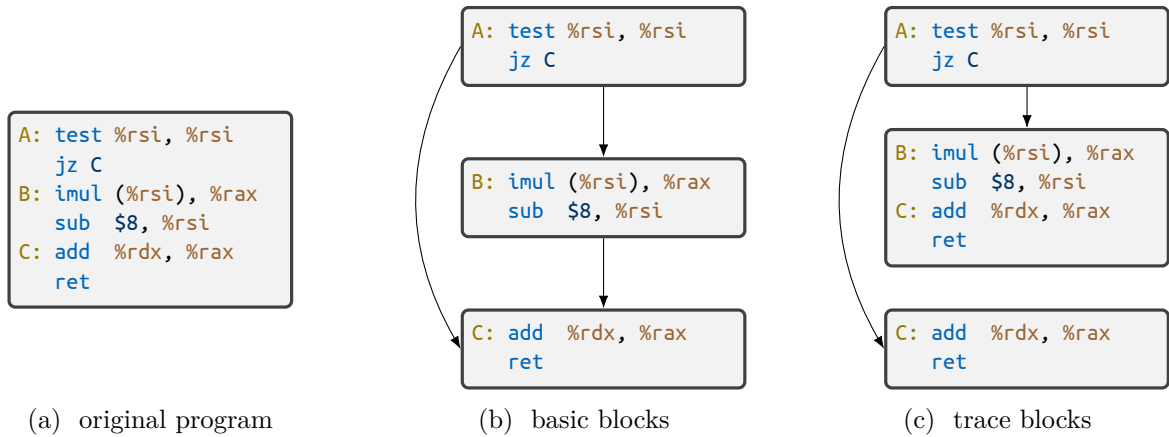 A: test %rsi, %rsi
jz C
B: imul (%rsi), %rax
sub $8, %rsi
C: add %rdx, %rax
ret
(a) original program
A: test %rsi, %rsi
jz C
B: imul (%rsi), %rax
sub $8, %rsi
C: add %rdx, %rax
ret
(b) basic blocks
A: test %rsi, %rsi
jz C
B: imul (%rsi), %rax
sub $8, %rsi
C: add %rdx, %rax
ret
C: add %rdx, %rax
ret
(c) trace blocks